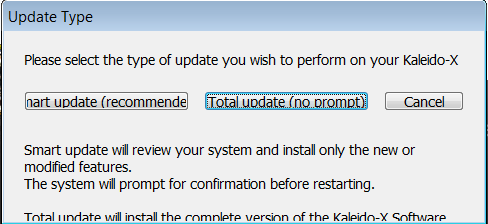 Update Type
Please select the type of update you wish to perform on your Kaleido-X
mart update (recommende Total update (no prompt) Cancel
Smart update will review your system and install only the new or
modified features.
The system will prompt for confirmation before restarting.
Total update will install the complete version of the Kaleido-X Software